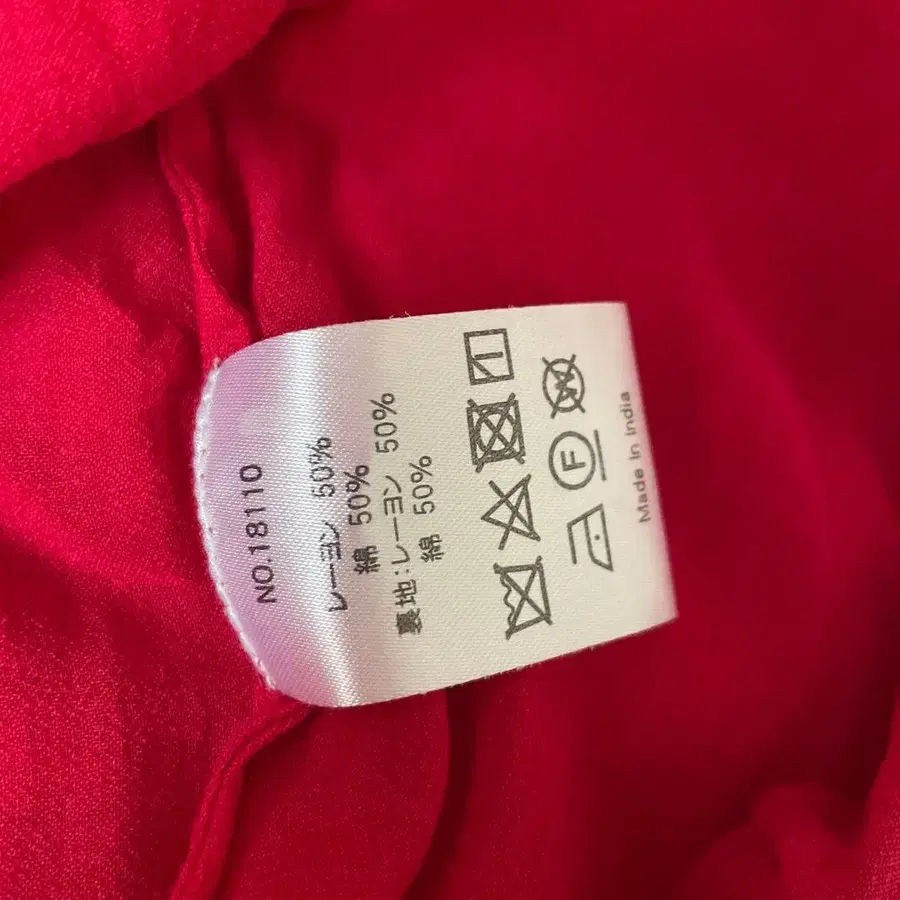 NO.18110
レーヨン 50%
綿 50%
裏地:レーヨン 50%
綿 50%
F
W
Made In India